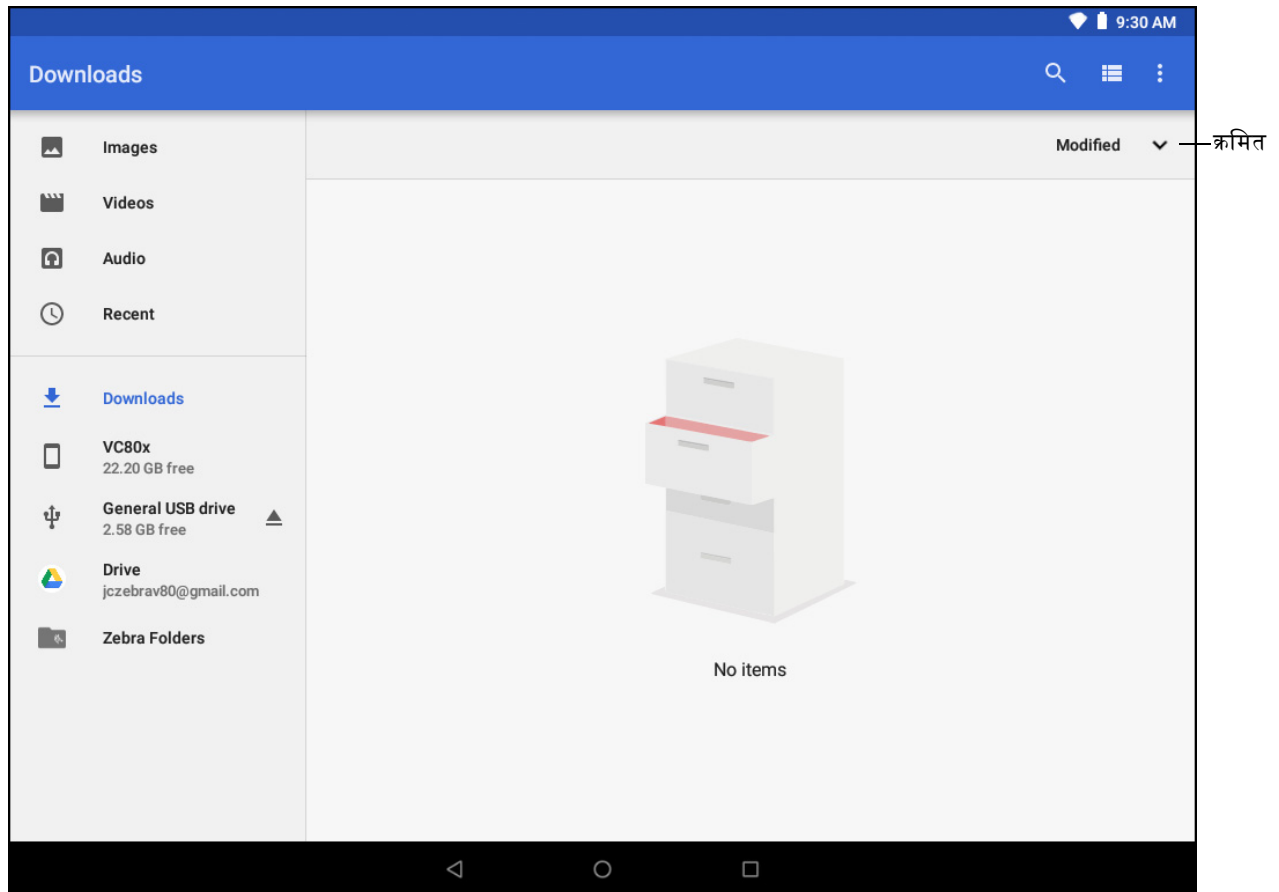 9:30 AM
Downloads
Images
Modified
क्रमित
Videos
Audio
Recent
Downloads
VC80x
22.20 GB free
General USB drive
2.58 GB free
Drive
jczebrav80@gmail.com
Zebra Folders
No items